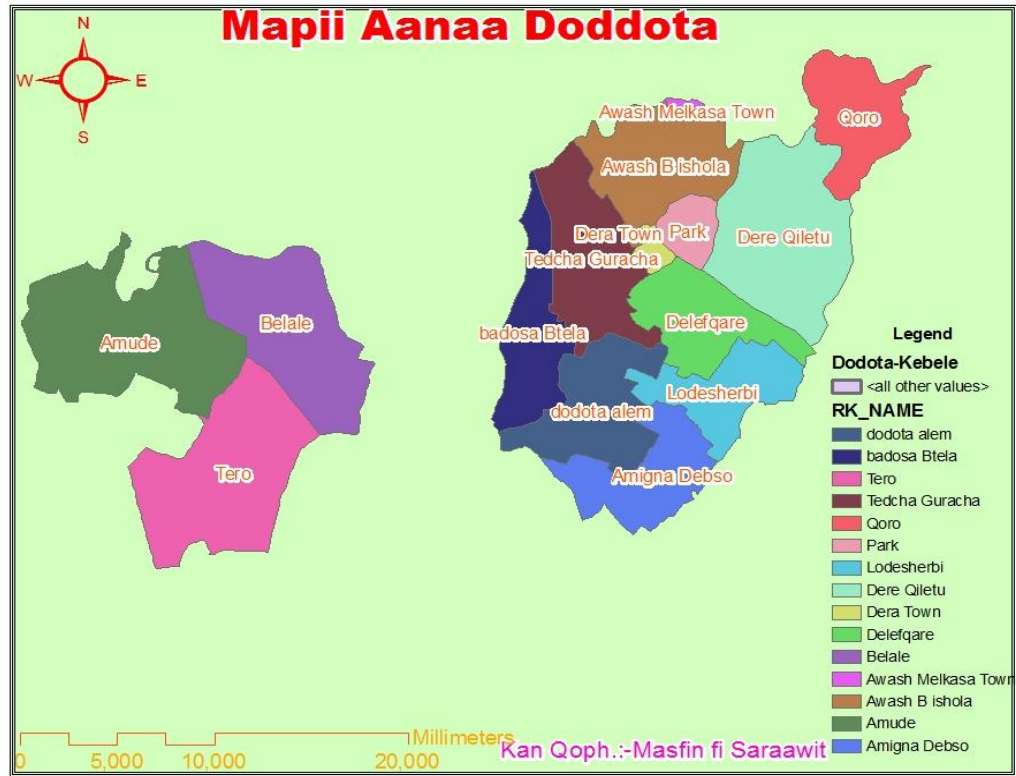 Mapii Aanaa Doddota
N
W E
S
Awash Melkasa Town
Qoro
Awash B ishola
Dera Town
Park
Dere Qiletu
Tedcha Guracha
Belale
Delefqare
badosa Btela
Amude
Lodesherbi
dodota alem
Tero
Amigna Debso
Legend
Dodota-Kebele
<all other values>
RK_NAME
dodota alem
badosa Btela
Tero
Tedcha Guracha
Qoro
Park
Lodesherbi
Dere Qiletu
Dera Town
Delefqare
Belale
Awash Melkasa Town
Awash B ishola
Amude
Amigna Debso
Millimeters
0 5,000 10,000 20,000
Kan Qoph.:-Masfin fi Saraawit